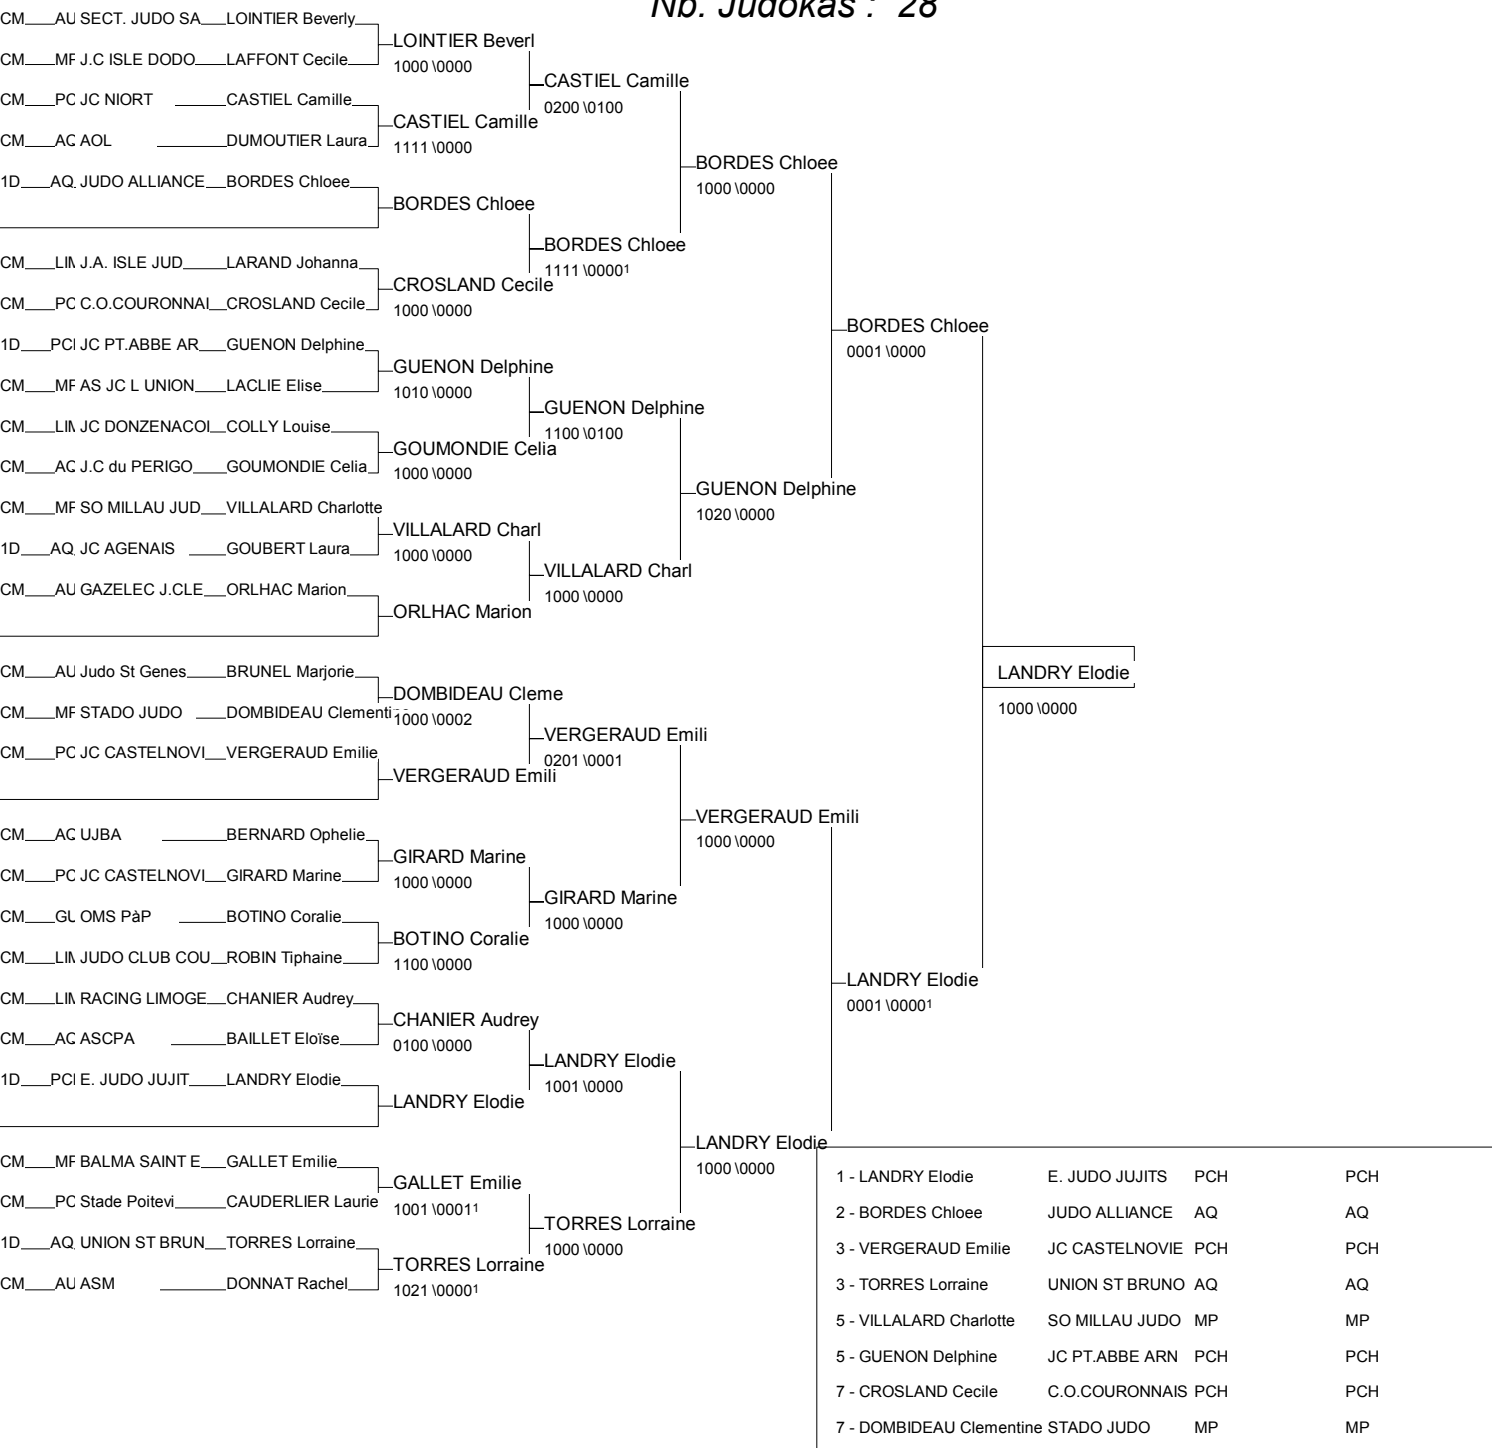 Nb. Judokas : 28
CM AU SECT. JUDO SA LOINTIER Beverly
LOINTIER Beverl
CM MF J.C ISLE DODO LAFFONT Cecile
1000 \0000
CASTIEL Camille
CM PC JC NIORT CASTIEL Camille
0200 \0100
CASTIEL Camille
CM AQ AOL DUMOUTIER Laura
1111 \0000
BORDES Chloee
1D AQ JUDO ALLIANCE BORDES Chloee
1000 \0000
BORDES Chloee
BORDES Chloee
CM LIM J.A. ISLE JUD LARAND Johanna
1111 \0000¹
CROSLAND Cecile
CM PC C.O.COURONNAI CROSLAND Cecile
1000 \0000
BORDES Chloee
1D PCI JC PT.ABBE AR GUENON Delphine
0001 \0000
GUENON Delphine
CM MF AS JC L UNION LACLIE Elise
1010 \0000
GUENON Delphine
CM LIM JC DONZENACOI COLLY Louise
1100 \0100
GOUMONDIE Celia
CM AQ J.C du PERIGO GOUMONDIE Celia
1000 \0000
GUENON Delphine
CM MF SO MILLAU JUD VILLALARD Charlotte
1020 \0000
VILLALARD Charl
1D AQ JC AGENAIS GOUBERT Laura
1000 \0000
VILLALARD Charl
CM AU GAZELEC J.CLE ORLHAC Marion
1000 \0000
ORLHAC Marion
CM AU Judo St Genes BRUNEL Marjorie
LANDRY Elodie
DOMBIDEAU Cleme
CM MF STADO JUDO DOMBIDEAU Clementine
1000 \0002
1000 \0000
VERGERAUD Emili
CM PC JC CASTELNOVI VERGERAUD Emilie
0201 \0001
VERGERAUD Emili
VERGERAUD Emili
CM AQ UJBA BERNARD Ophelie
1000 \0000
GIRARD Marine
CM PC JC CASTELNOVI GIRARD Marine
1000 \0000
GIRARD Marine
CM GU OMS PàP BOTINO Coralie
1000 \0000
BOTINO Coralie
CM LIM JUDO CLUB COU ROBIN Tiphaine
1100 \0000
LANDRY Elodie
CM LIM RACING LIMOGE CHANIER Audrey
0001 \0000¹
CHANIER Audrey
CM AQ ASCPA BAILLET Eloïse
0100 \0000
LANDRY Elodie
1D PCI E. JUDO JUJIT LANDRY Elodie
1001 \0000
LANDRY Elodie
LANDRY Elodie
CM MF BALMA SAINT E GALLET Emilie
1000 \0000
GALLET Emilie
CM PC Stade Poitevi CAUDERLIER Laurie
1001 \0001¹
TORRES Lorraine
1D AQ UNION ST BRUN TORRES Lorraine
1000 \0000
TORRES Lorraine
CM AU ASM DONNAT Rachel
1021 \0000¹
1 - LANDRY Elodie E. JUDO JUJITS PCH PCH
2 - BORDES Chloee JUDO ALLIANCE AQ AQ
3 - VERGERAUD Emilie JC CASTELNOVIE PCH PCH
3 - TORRES Lorraine UNION ST BRUNO AQ AQ
5 - VILLALARD Charlotte SO MILLAU JUDO MP MP
5 - GUENON Delphine JC PT.ABBE ARN PCH PCH
7 - CROSLAND Cecile C.O.COURONNAIS PCH PCH
7 - DOMBIDEAU Clementine STADO JUDO MP MP